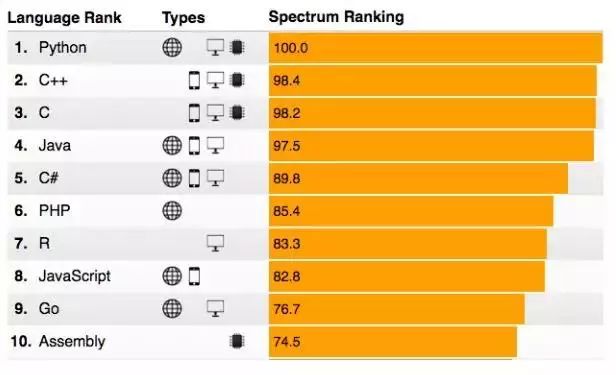 Language Rank Types Spectrum Ranking
1. Python 100.0
2. C++ 98.4
3. C 98.2
4. Java 97.5
5. C# 89.8
6. PHP 85.4
7. R 83.3
8. JavaScript 82.8
9. Go 76.7
10. Assembly 74.5